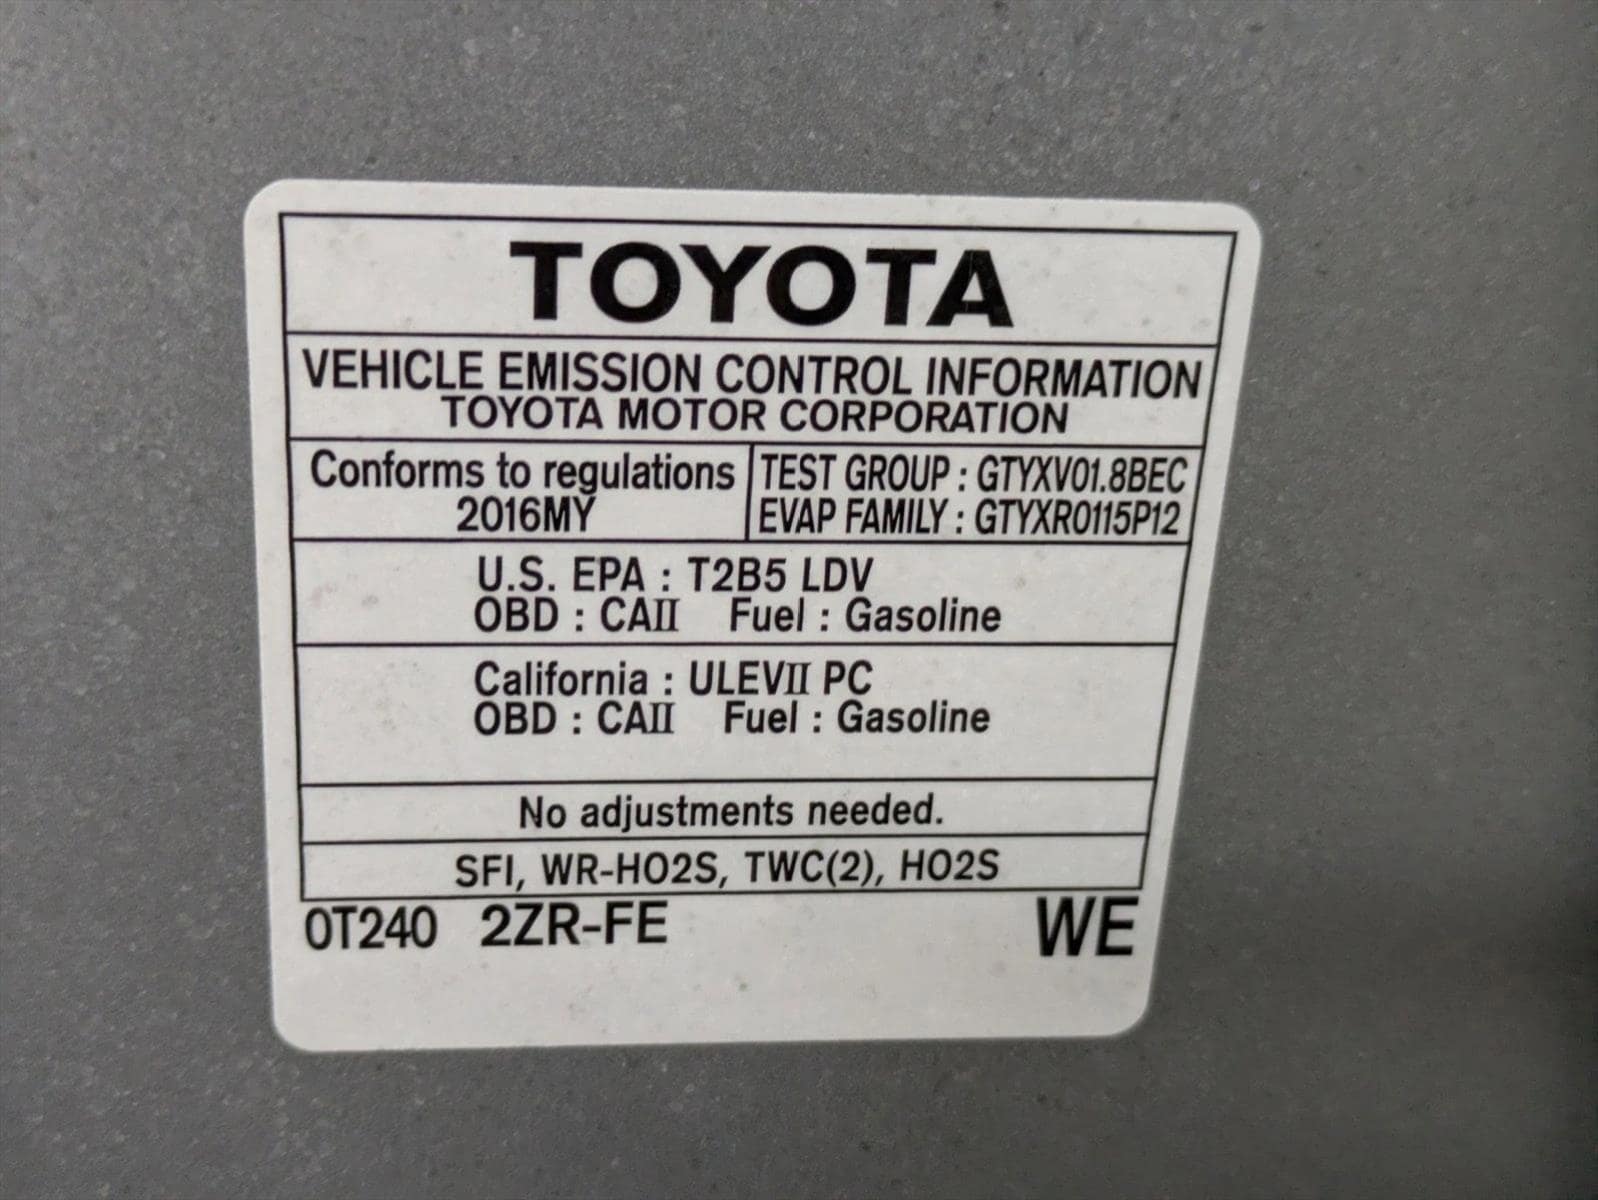 TOYOTA
VEHICLE EMISSION CONTROL INFORMATION
TOYOTA MOTOR CORPORATION
Conforms to regulations
2016MY
TEST GROUP : GTYXV01.8BEC
EVAP FAMILY : GTYXR0115P12
U.S. EPA : T2B5 LDV
OBD : CAII Fuel : Gasoline
California : ULEVII PC
OBD : CAII Fuel : Gasoline
No adjustments needed.
SFI, WR-HO2S, TWC(2), HO2S
0T240 2ZR-FE WE